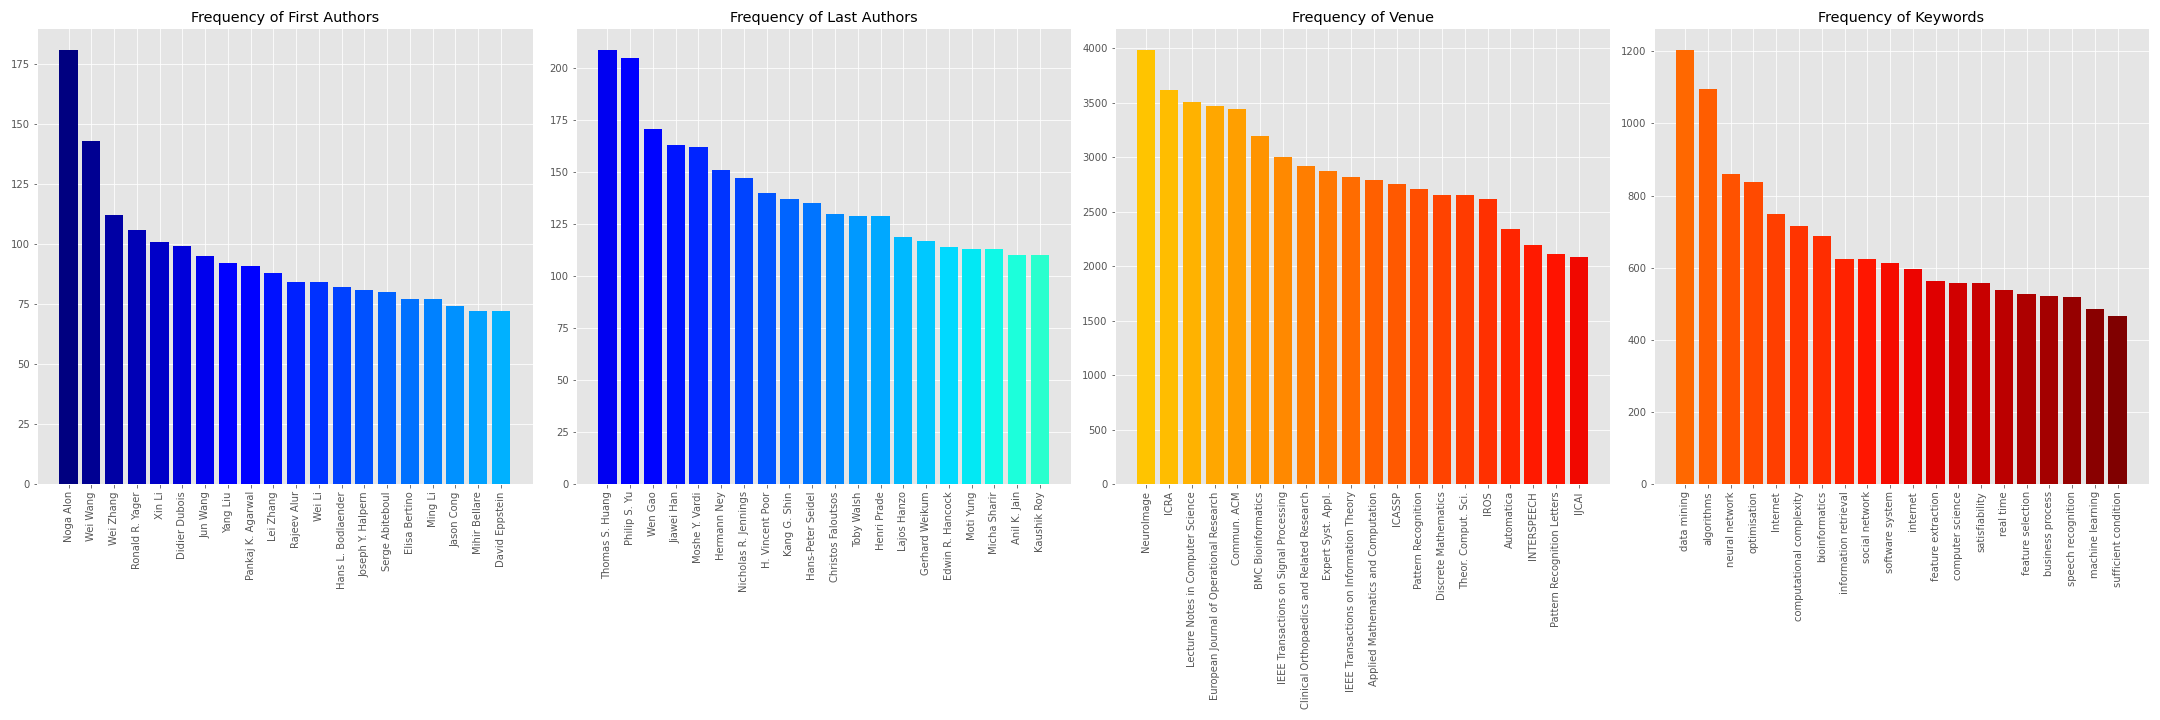 Frequency of First Authors
175
150
125
100
75
50
25
0
Noga Alon
Wei Wang
Wei Zhang
Ronald R. Yager
Xin Li
Didier Dubois
Jun Wang
Yang Liu
Pankaj K. Agarwal
Lei Zhang
Rajeev Alur
Wei Li
Hans L. Bodlaender
Joseph Y. Halpern
Serge Abiteboul
Elisa Bertino
Ming Li
Jason Cong
Mihir Bellare
David Eppstein
Frequency of Last Authors
200
175
150
125
100
75
50
25
0
Thomas S. Huang
Philip S. Yu
Wen Gao
Jiawei Han
Moshe Y. Vardi
Hermann Ney
Nicholas R. Jennings
H. Vincent Poor
Kang G. Shin
Hans-Peter Seidel
Christos Faloutsos
Toby Walsh
Henri Prade
Lajos Hanzo
Gerhard Weikum
Edwin R. Hancock
Moti Yung
Micha Sharir
Anil K. Jain
Kaushik Roy
Frequency of Venue
4000
3500
3000
2500
2000
1500
1000
500
0
NeuroImage
ICRA
Lecture Notes in Computer Science
European Journal of Operational Research
Commun. ACM
BMC Bioinformatics
IEEE Transactions on Signal Processing
Clinical Orthopaedics and Related Research
Expert Syst. Appl.
IEEE Transactions on Information Theory
Applied Mathematics and Computation
ICASSP
Pattern Recognition
Discrete Mathematics
Theor. Comput. Sci.
IROS
Automatica
INTERSPEECH
Pattern Recognition Letters
IJCAI
Frequency of Keywords
1200
1000
800
600
400
200
0
data mining
algorithms
neural network
optimisation
Internet
computational complexity
bioinformatics
information retrieval
social network
software system
internet
feature extraction
computer science
satisfiability
real time
feature selection
business process
speech recognition
machine learning
sufficient condition